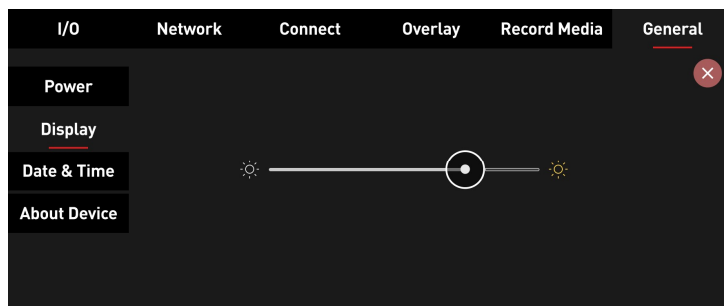 I/O Network Connect Overlay Record Media General
Power
Display
Date & Time
About Device